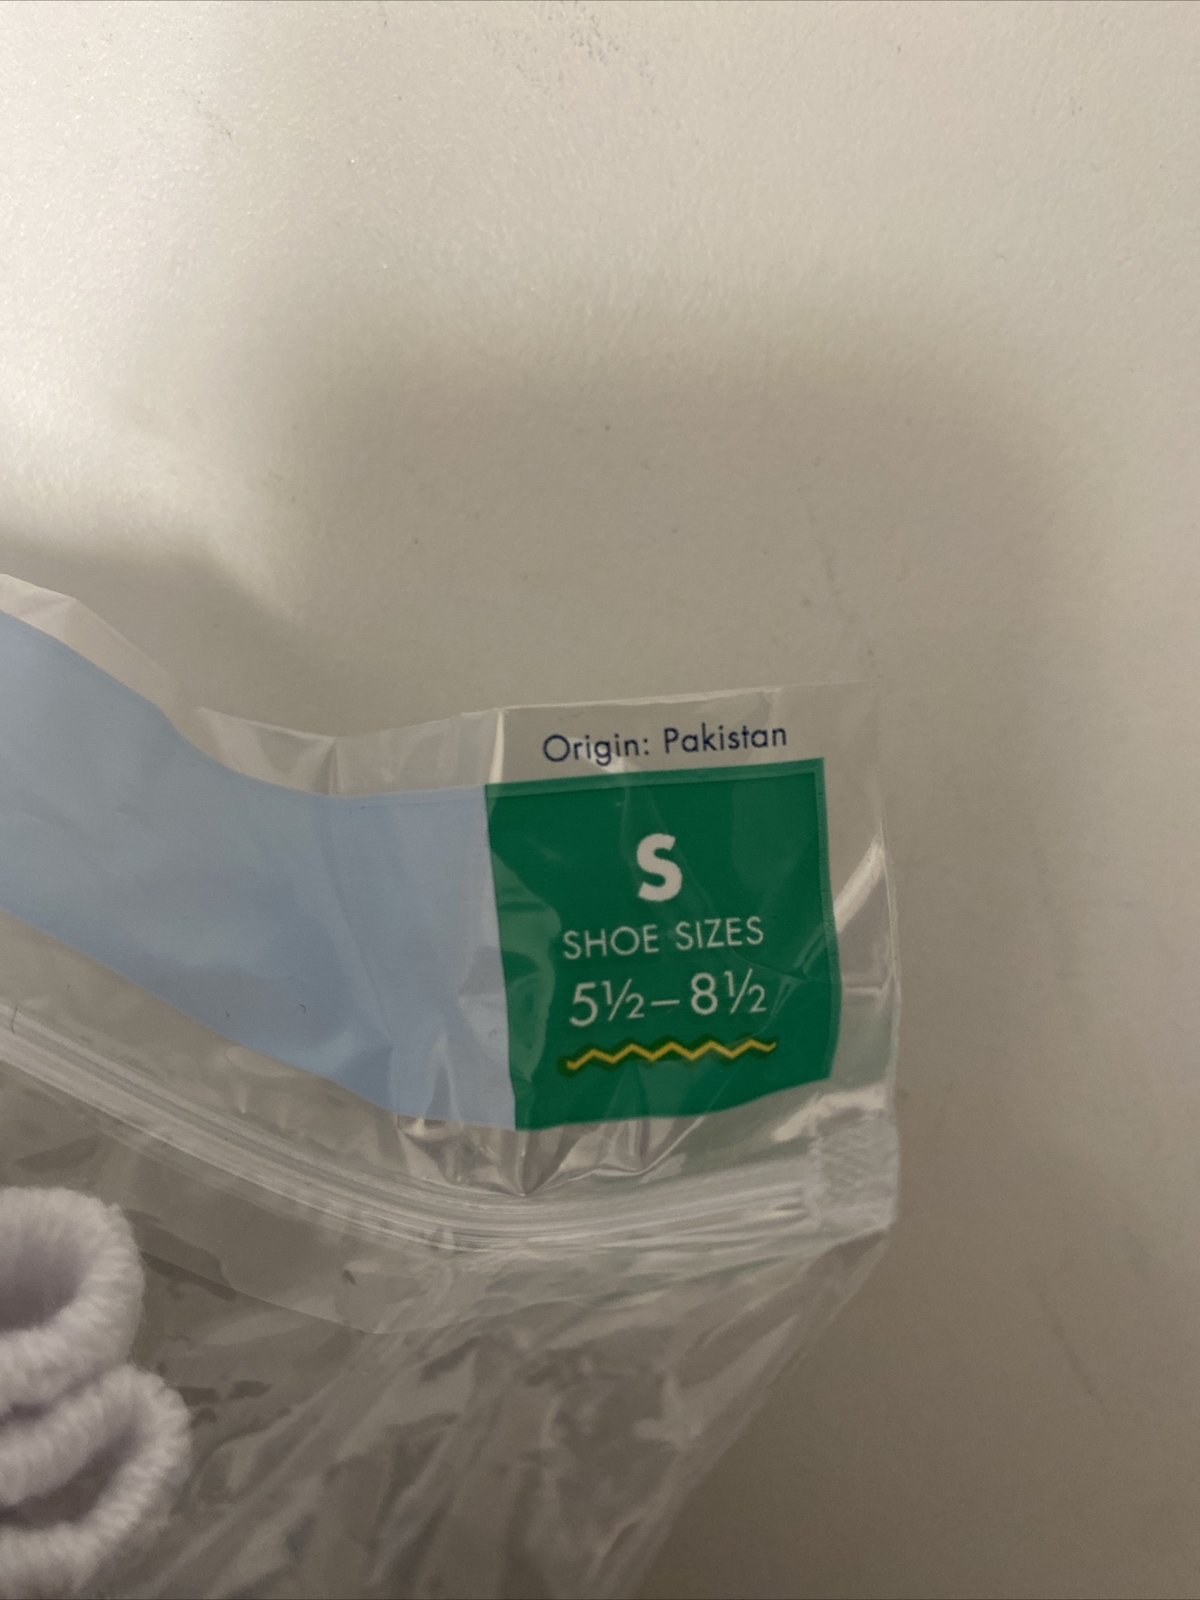 Origin: Pakistan
S
SHOE SIZES
5½–8½